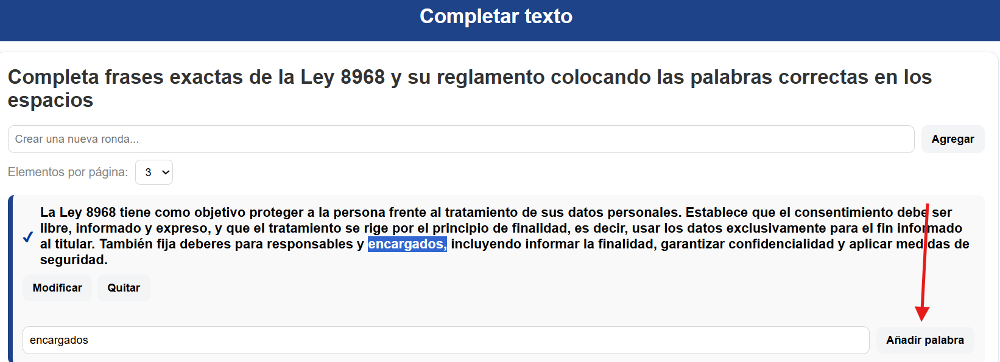 Completar texto
Completa frases exactas de la Ley 8968 y su reglamento colocando las palabras correctas en los
espacios
Crear una nueva ronda...
Agregar
Elementos por página:
3
La Ley 8968 tiene como objetivo proteger a la persona frente al tratamiento de sus datos personales. Establece que el consentimiento debe ser
libre, informado y expreso, y que el tratamiento se rige por el principio de finalidad, es decir, usar los datos exclusivamente para el fin informado
al titular. También fija deberes para responsables y encargados, incluyendo informar la finalidad, garantizar confidencialidad y aplicar medidas de
seguridad.
Modificar
Quitar
encargados
Añadir palabra